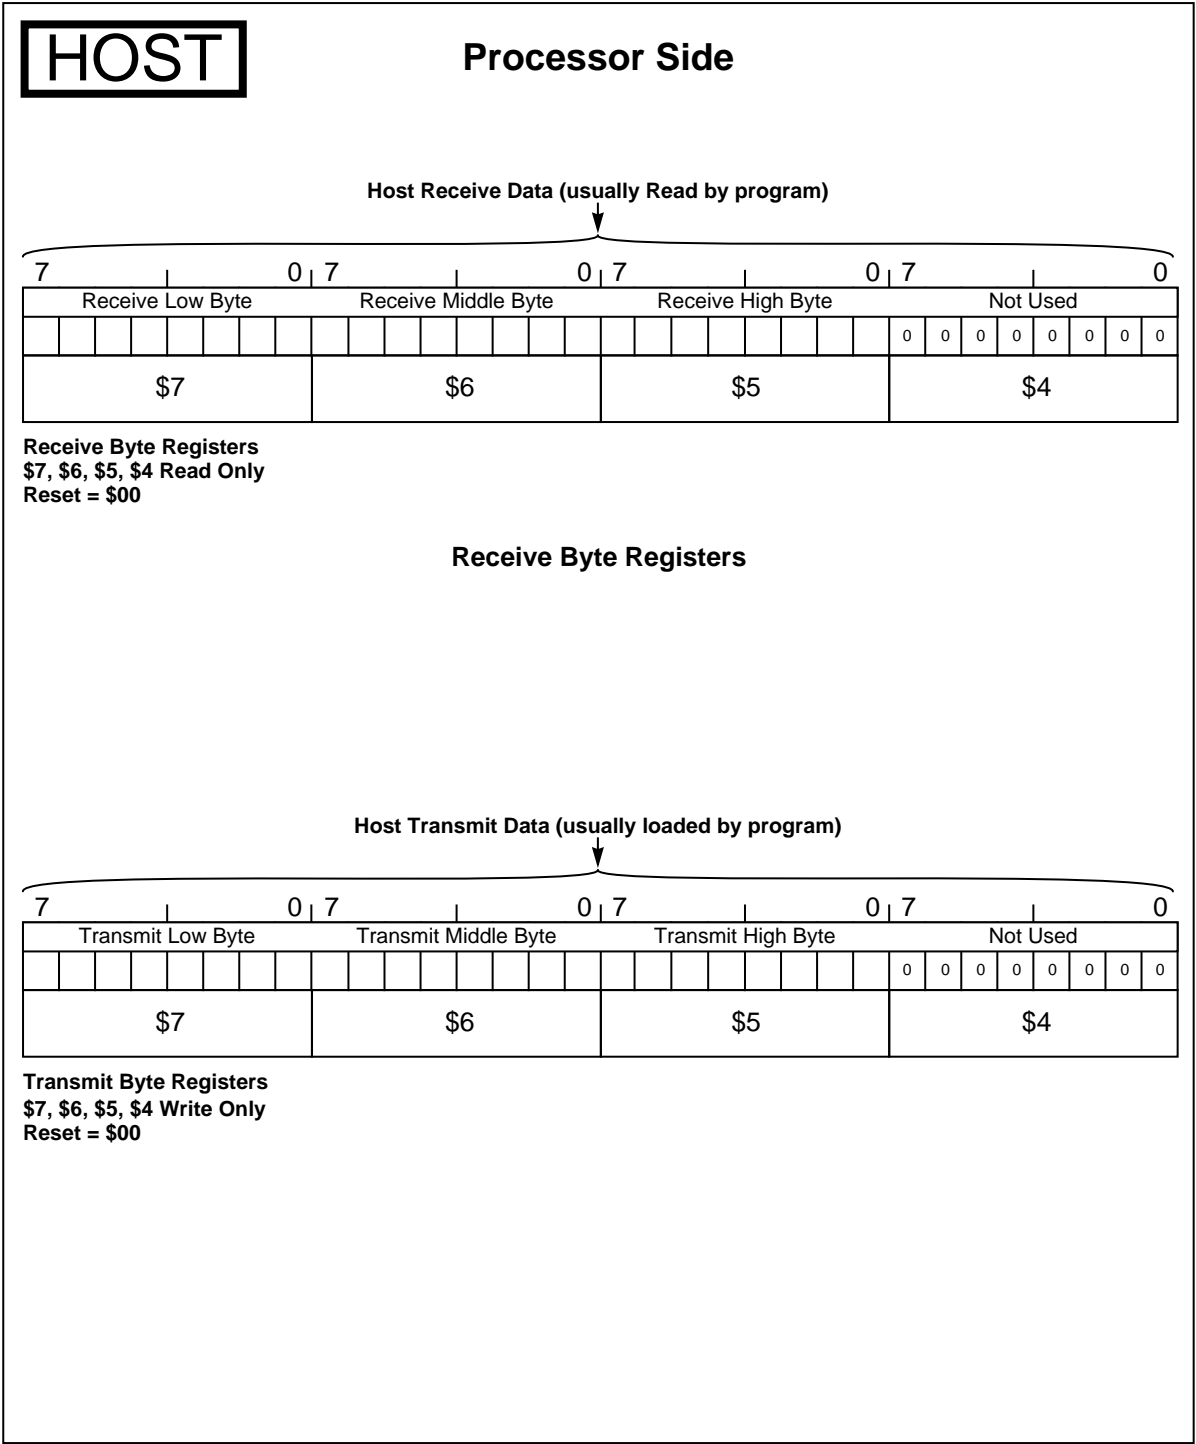 HOST
Processor Side
Host Receive Data (usually Read by program)
7 0 7 0 7 0 7 0
Receive Low Byte Receive Middle Byte Receive High Byte Not Used
0 0 0 0 0 0 0 0
$7 $6 $5 $4
Receive Byte Registers
$7, $6, $5, $4 Read Only
Reset = $00
Receive Byte Registers
Host Transmit Data (usually loaded by program)
7 0 7 0 7 0 7 0
Transmit Low Byte Transmit Middle Byte Transmit High Byte Not Used
0 0 0 0 0 0 0 0
$7 $6 $5 $4
Transmit Byte Registers
$7, $6, $5, $4 Write Only
Reset = $00